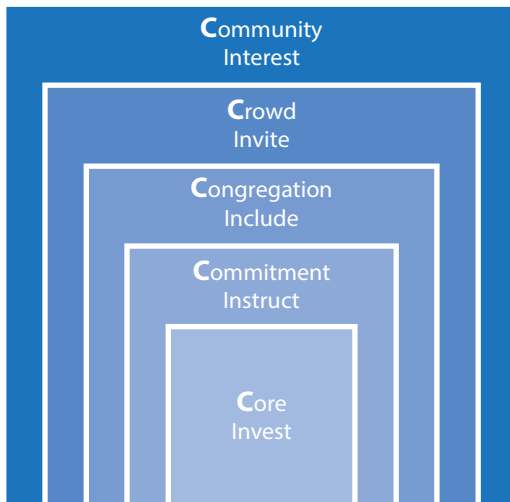 Community
Interest
Crowd
Invite
Congregation
Include
Commitment
Instruct
Core
Invest